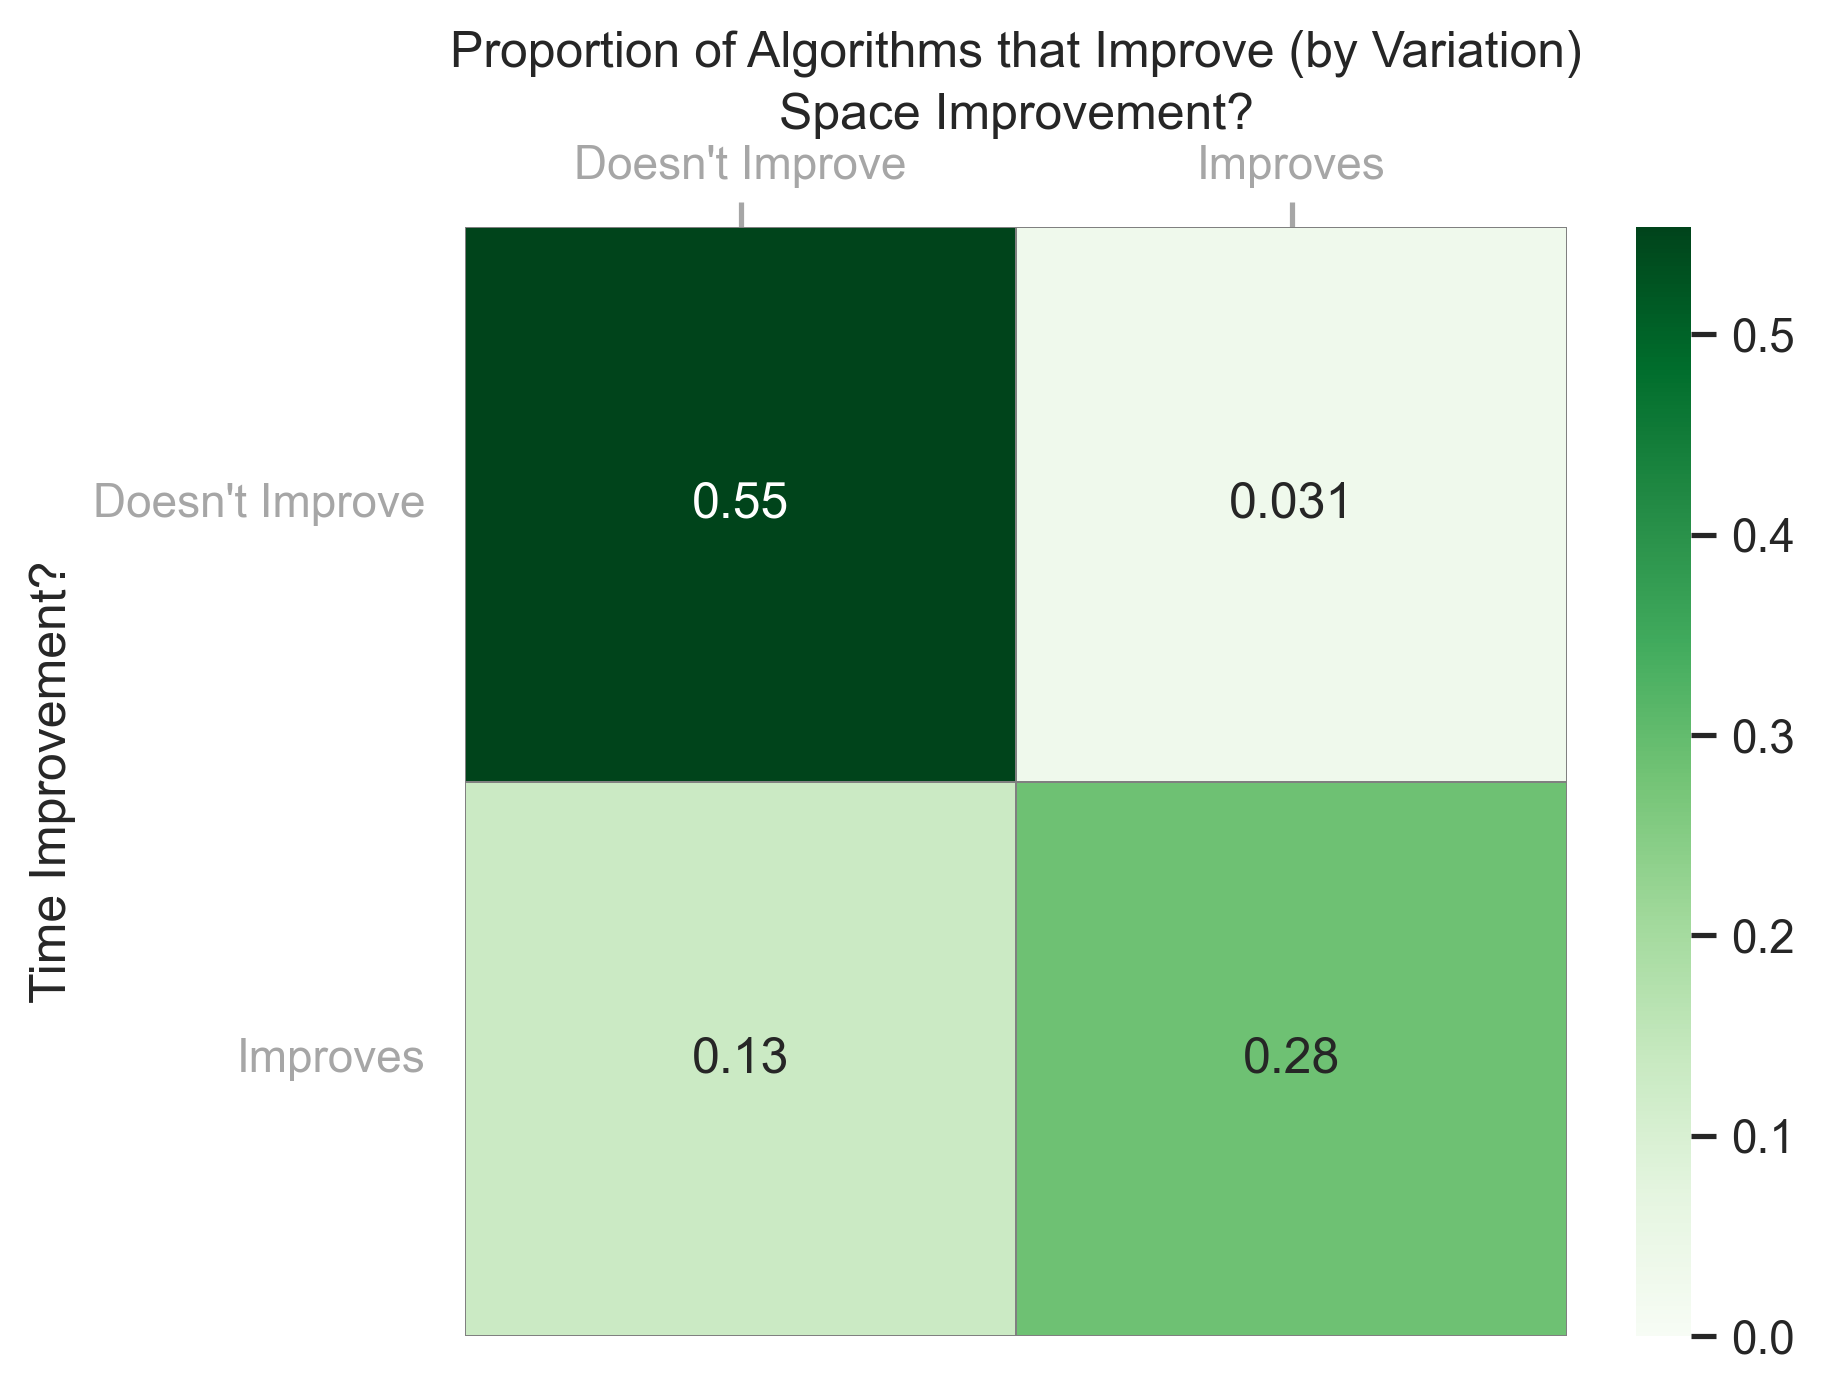 Proportion of Algorithms that Improve (by Variation)
Space Improvement?
Doesn't Improve
Improves
Time Improvement?
Doesn't Improve
0.55
0.031
Improves
0.13
0.28
0.5
0.4
0.3
0.2
0.1
0.0